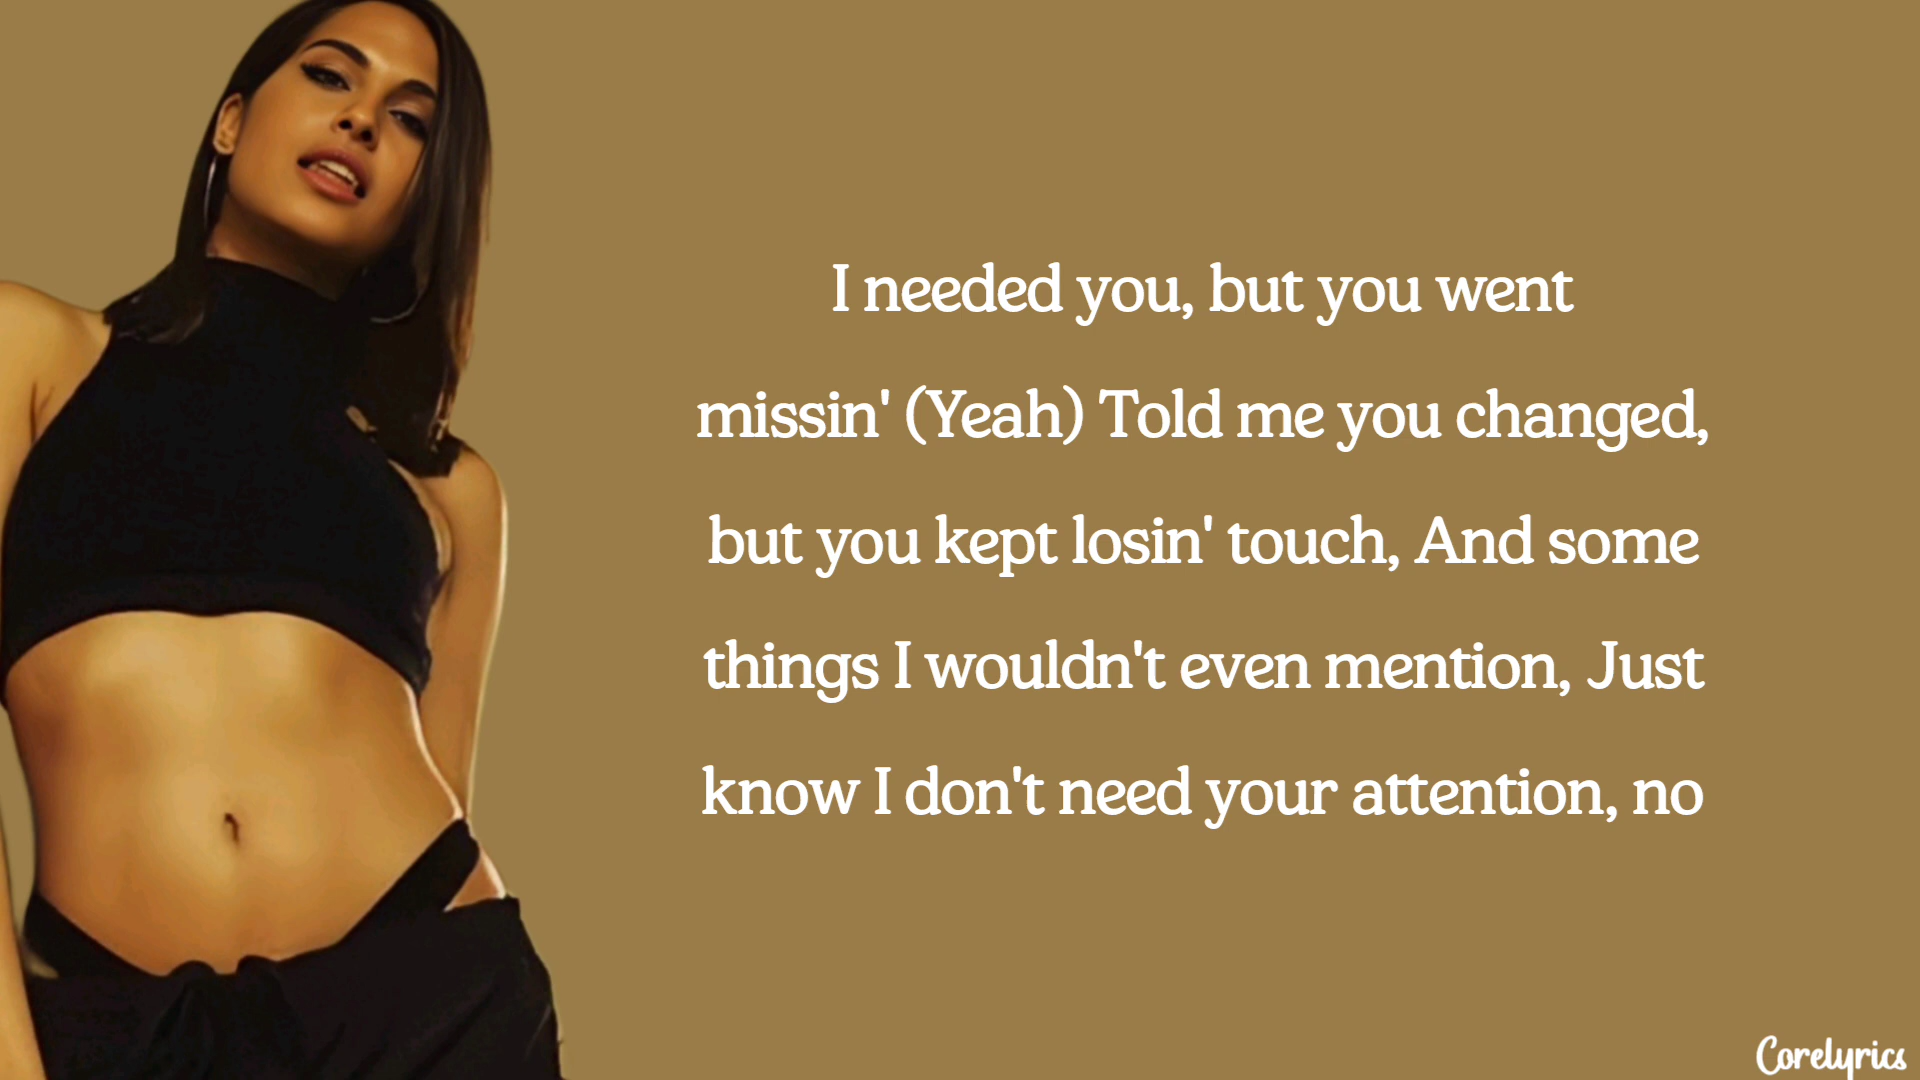 I needed you, but you went
missin' (Yeah) Told me you changed,
but you kept losin' touch, And some
things I wouldn't even mention, Just
know I don't need your attention, no
Corelyrics